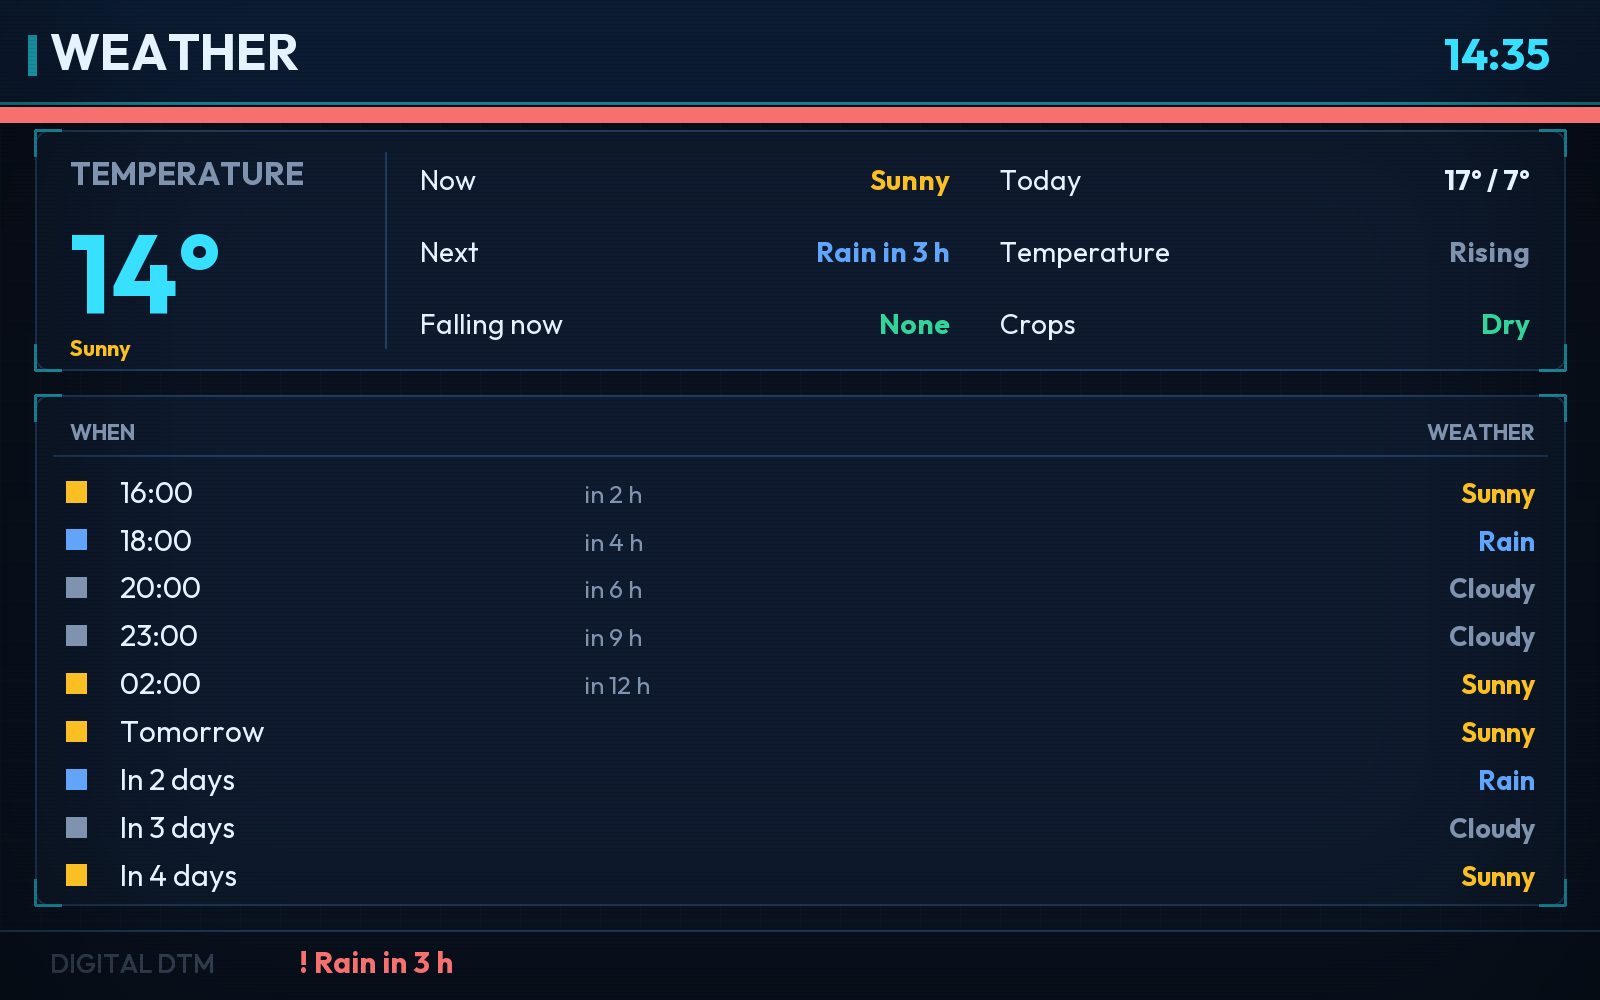 WEATHER 14:35
TEMPERATURE
14°
Sunny
Now Sunny Today 17° / 7°
Next Rain in 3 h Temperature Rising
Falling now None Crops Dry
WHEN WEATHER
16:00 in 2 h Sunny
18:00 in 4 h Rain
20:00 in 6 h Cloudy
23:00 in 9 h Cloudy
02:00 in 12 h Sunny
Tomorrow Sunny
In 2 days Rain
In 3 days Cloudy
In 4 days Sunny
DIGITAL DTM ! Rain in 3 h